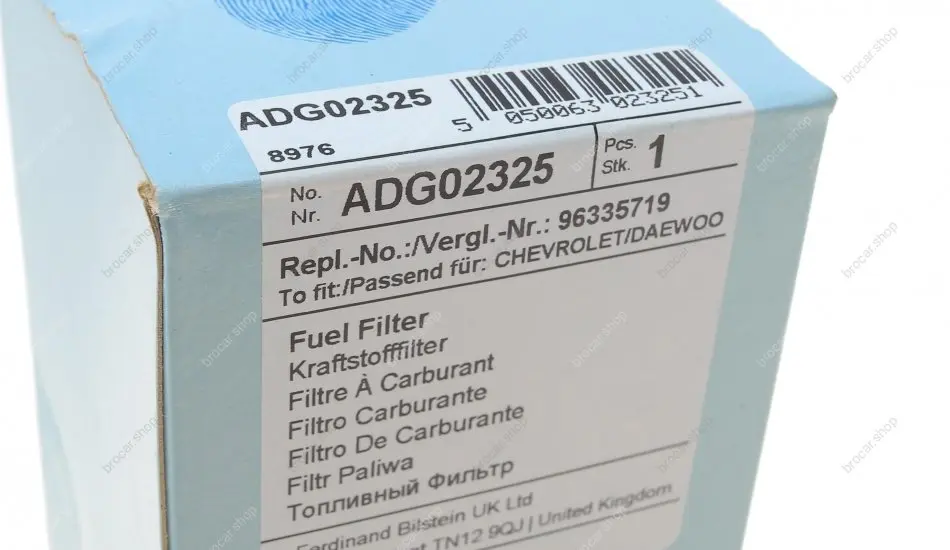 ADG02325
5 050063 023251
8976
No.
Nr. ADG02325
Pcs.
Stk. 1
Repl.-No.:/Vergl.-Nr.: 96335719
To fit:/Passend für: CHEVROLET/DAEWOO
Fuel Filter
Kraftstofffilter
Filtre À Carburant
Filtro Carburante
Filtro De Carburante
Filtr Paliwa
Топливный Фильтр
Ferdinand Bilstein UK Ltd
TN12 9QJ | United Kingdom
brocar.shop